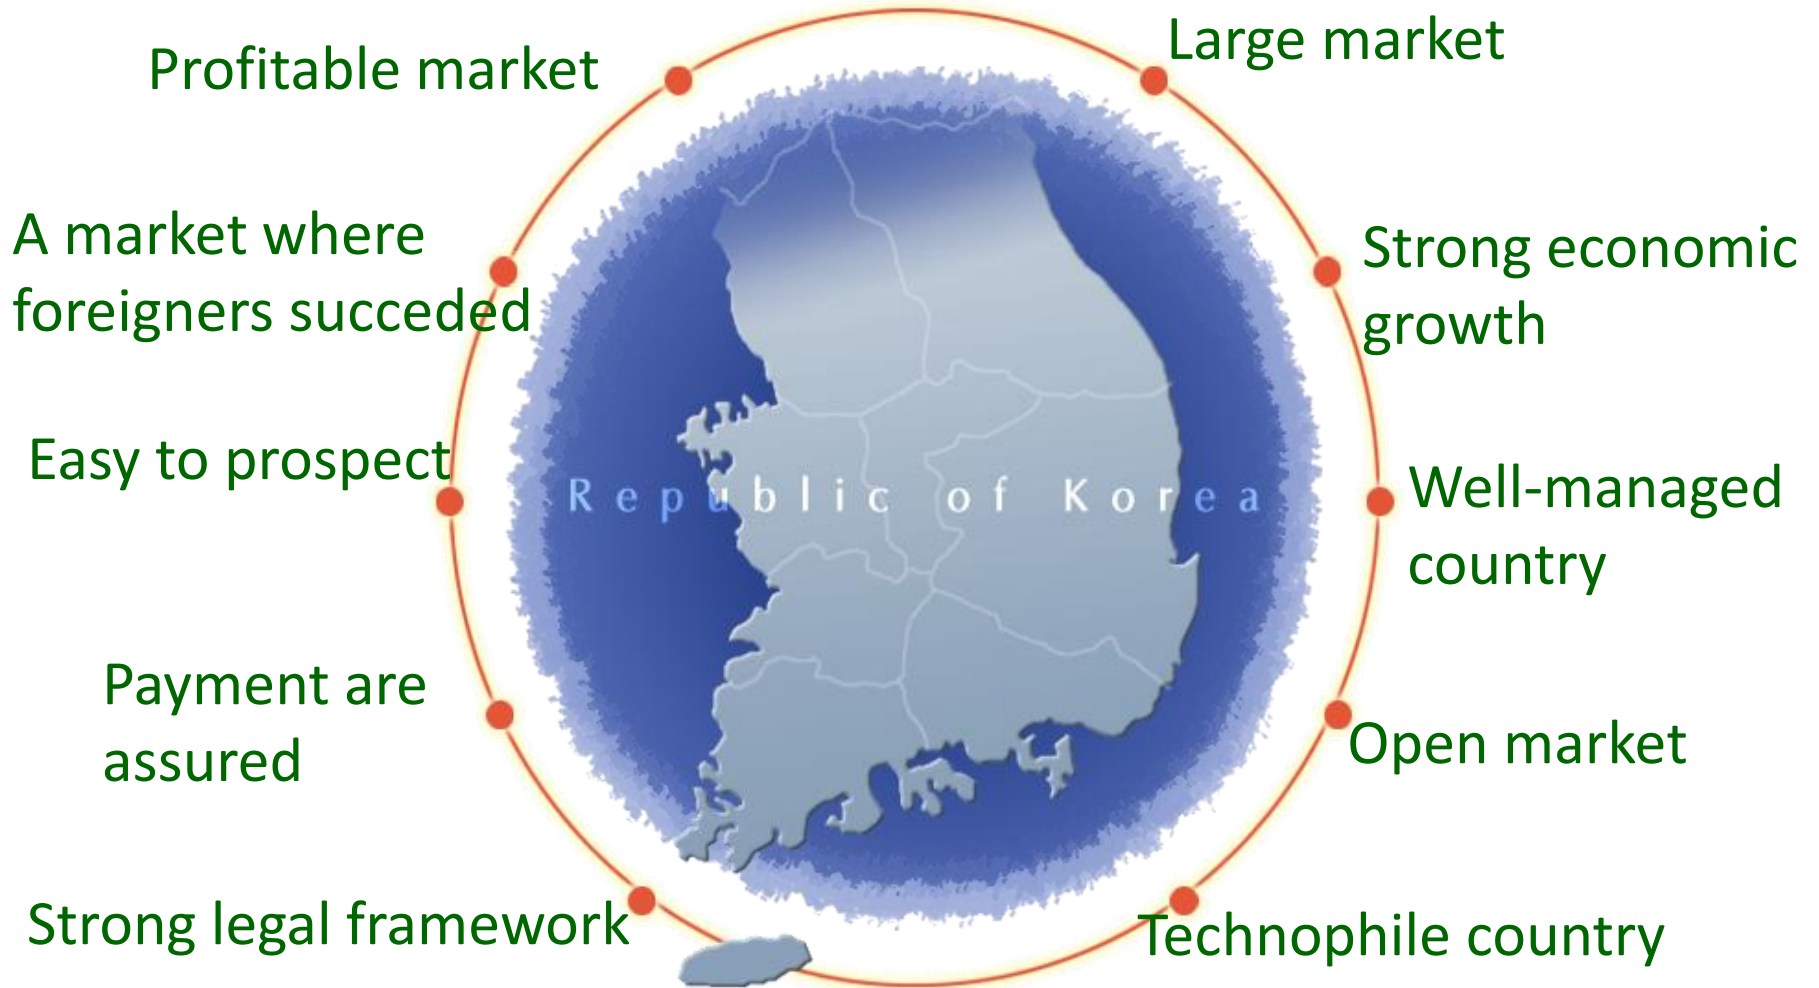 Profitable market
Large market
A market where
foreigners succeded
Strong economic
growth
Easy to prospect
Republic of Korea
Well-managed
country
Payment are
assured
Open market
Strong legal framework
Technophile country